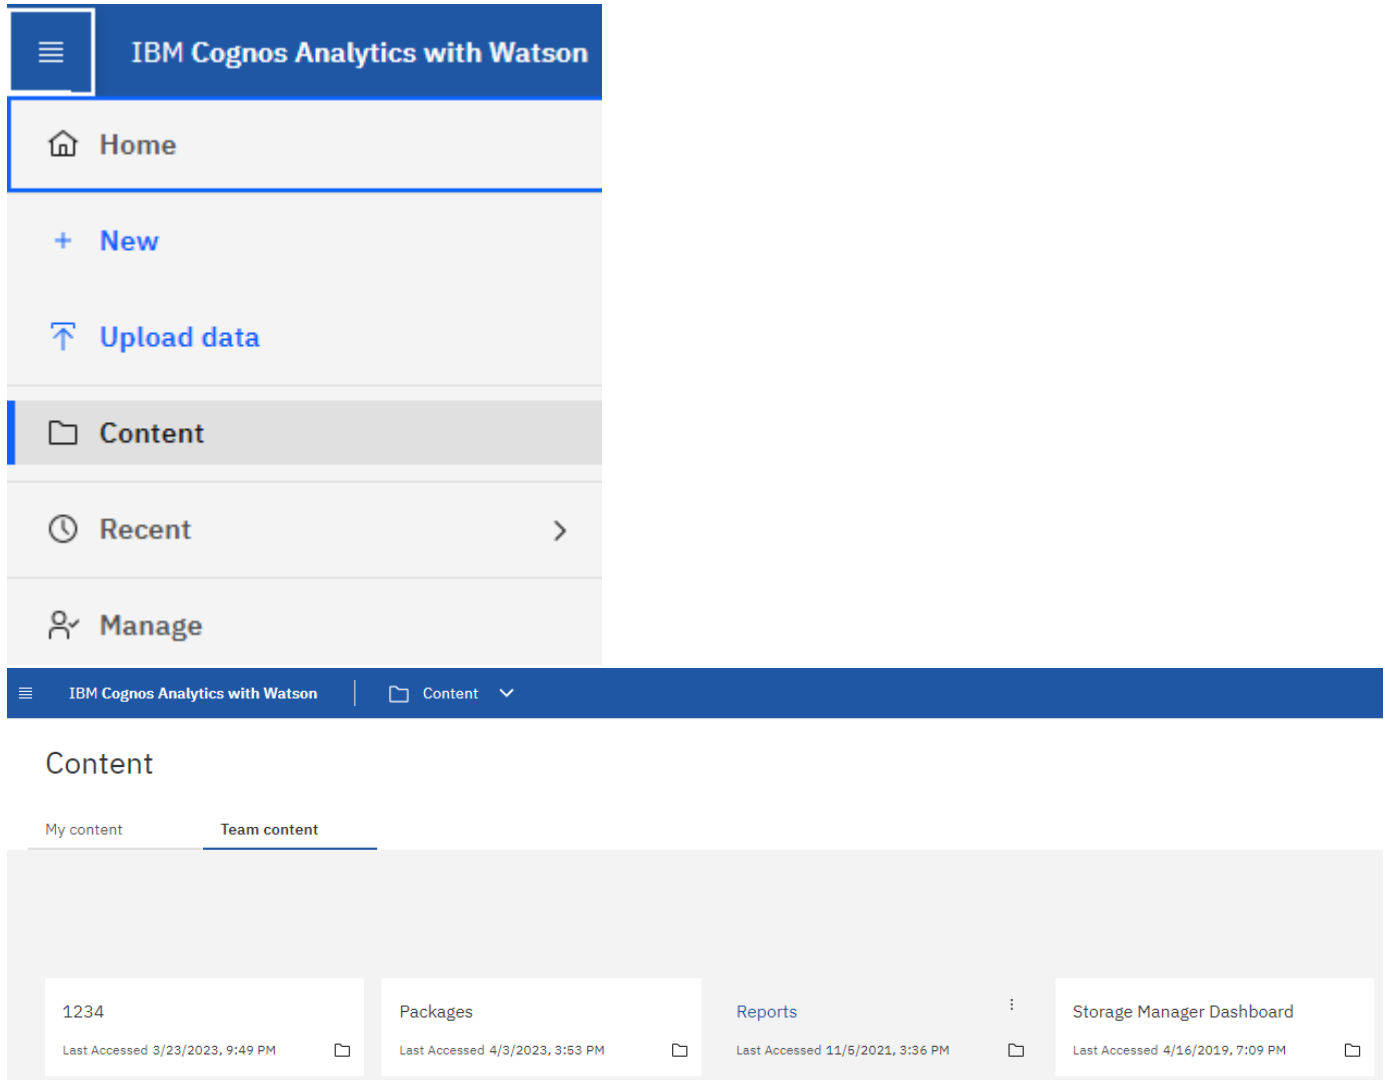 IBM Cognos Analytics with Watson
Home
New
Upload data
Content
Recent
Manage
IBM Cognos Analytics with Watson Content
Content
My content Team content
1234 Packages Reports Storage Manager Dashboard
Last Accessed 3/23/2023, 9:49 PM Last Accessed 4/3/2023, 3:53 PM Last Accessed 11/5/2021, 3:36 PM Last Accessed 4/16/2019, 7:09 PM